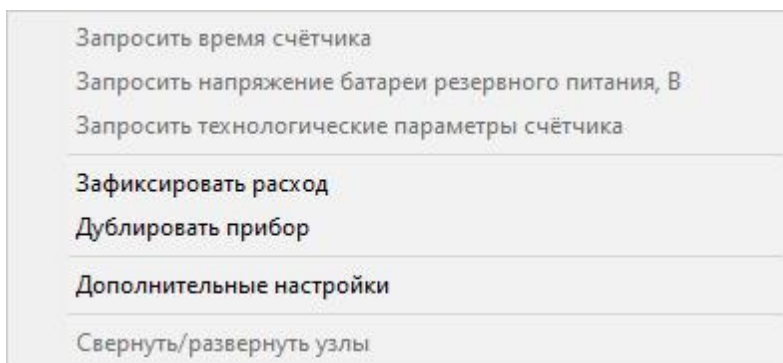 Запросить время счётчика
Запросить напряжение батареи резервного питания, В
Запросить технологические параметры счётчика
Зафиксировать расход
Дублировать прибор
Дополнительные настройки
Свернуть/развернуть узлы